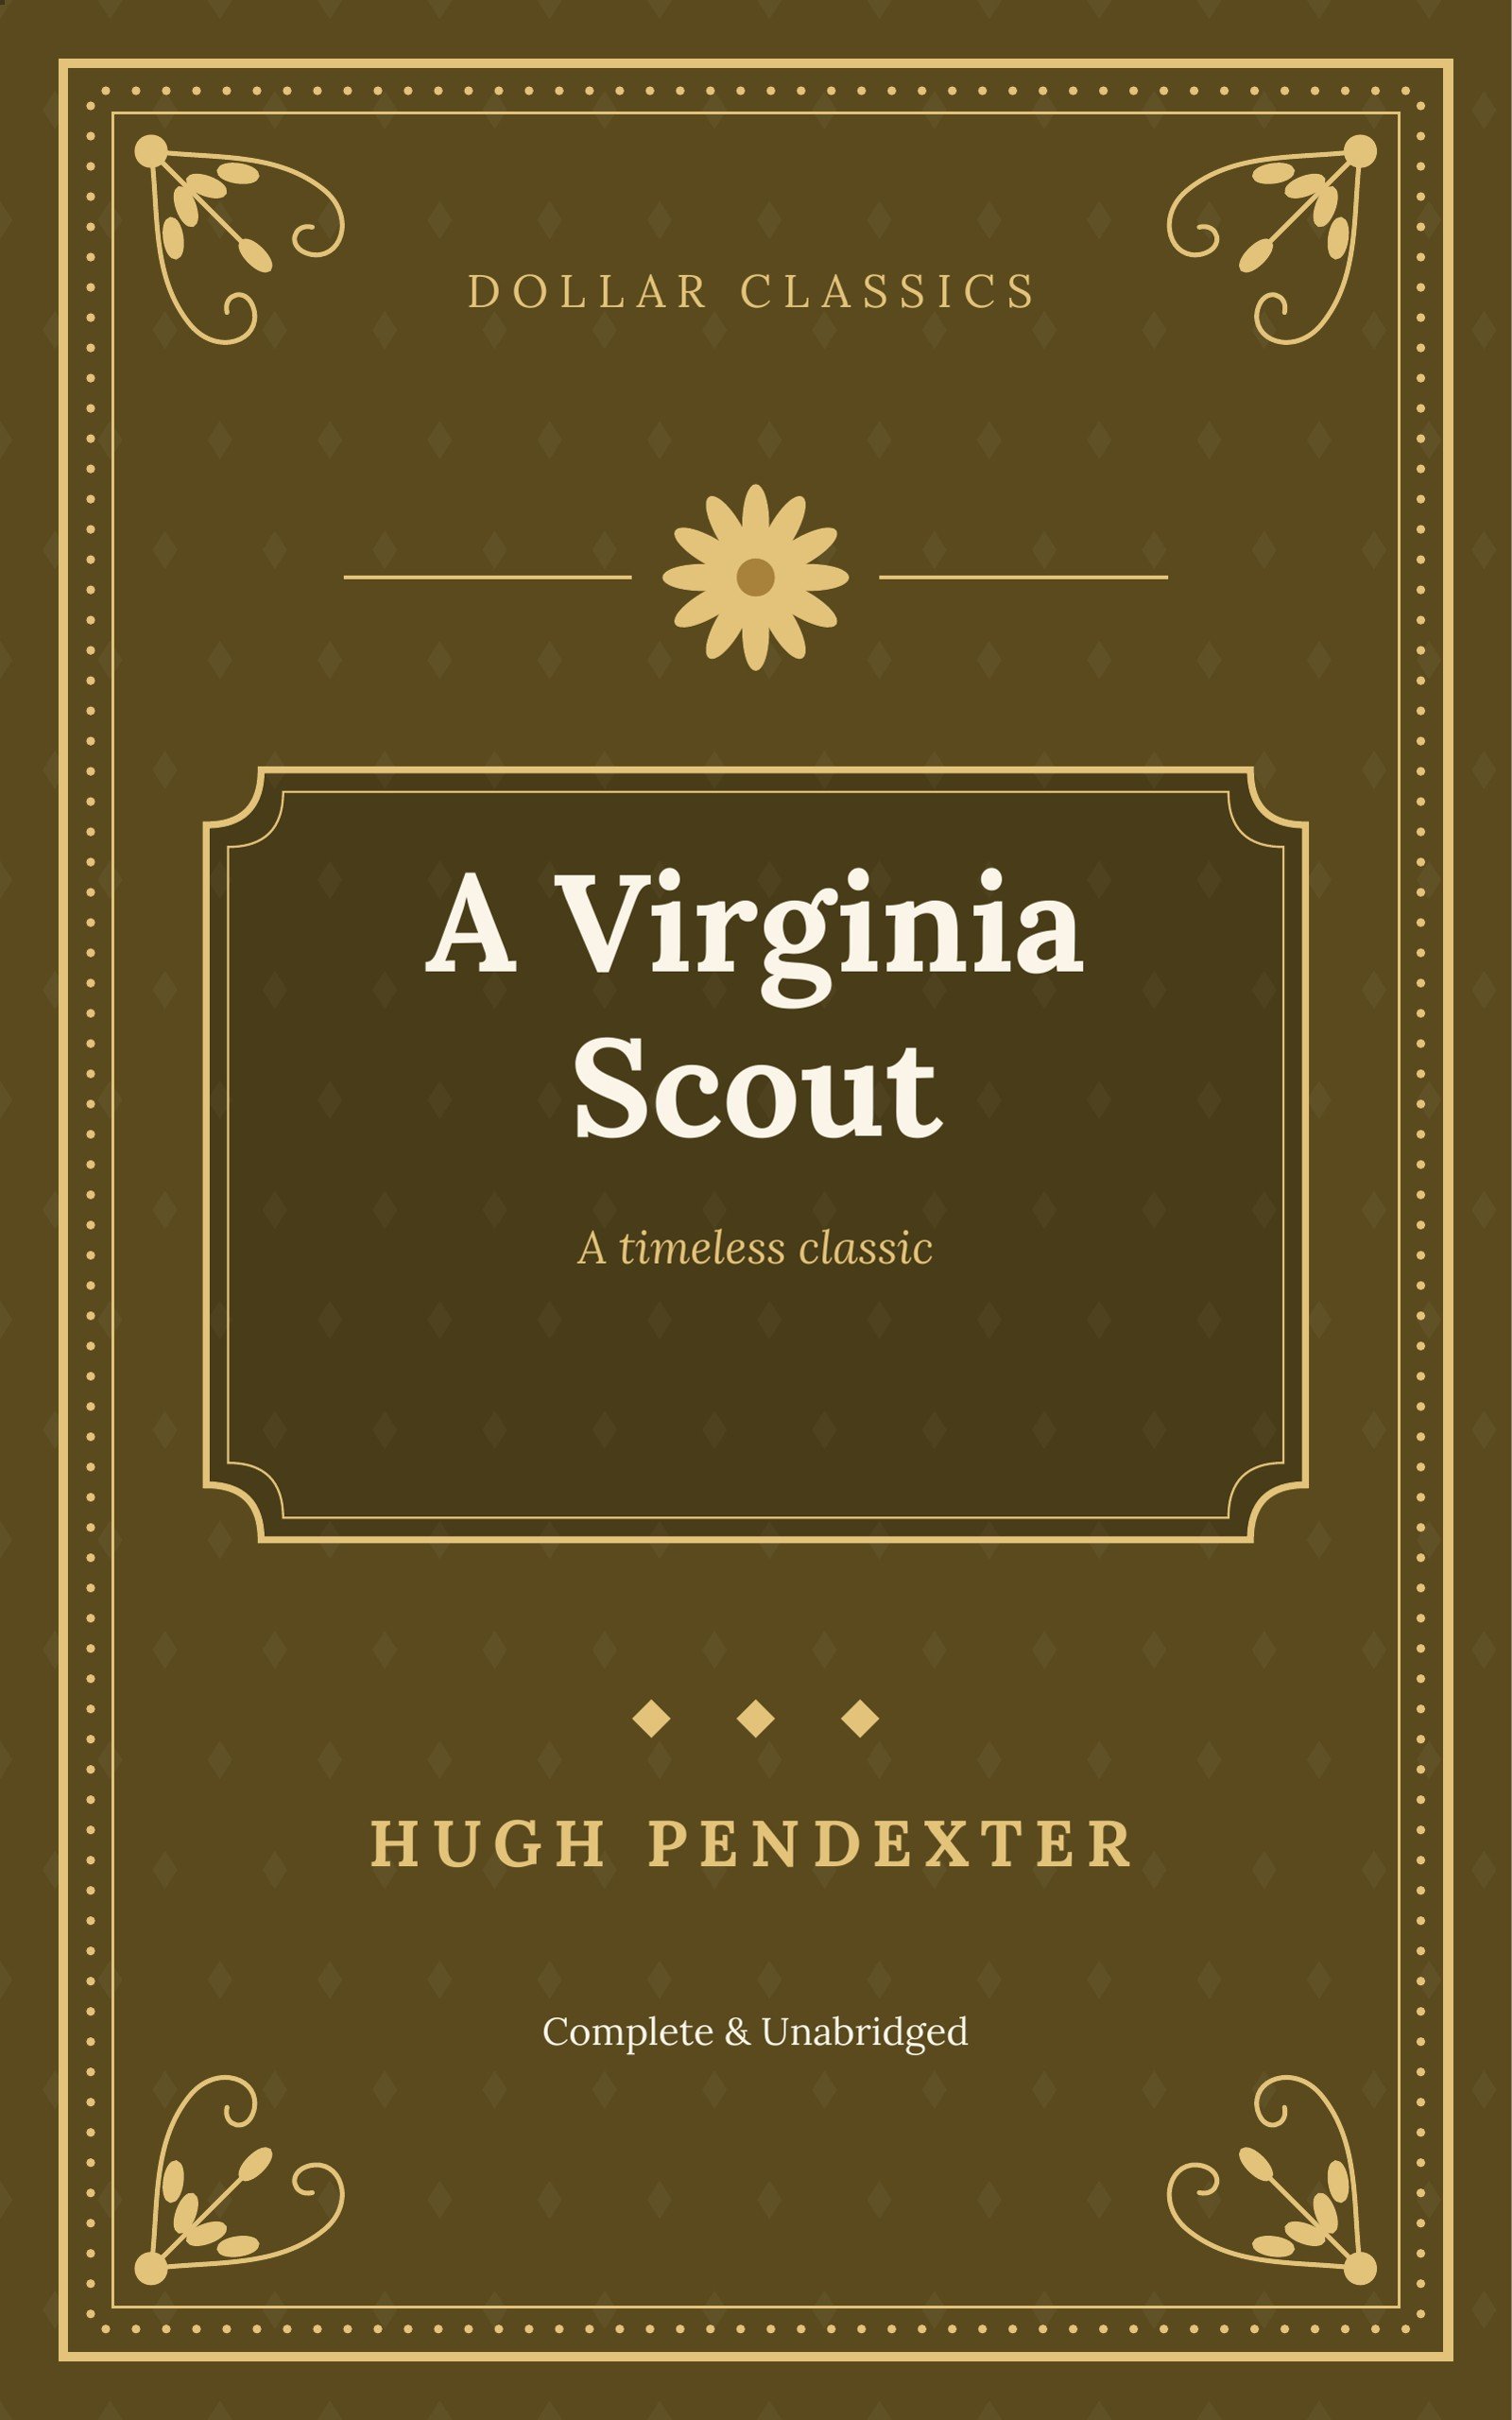 DOLLAR CLASSICS
A Virginia
Scout
A timeless classic
HUGH PENDEXTER
Complete & Unabridged